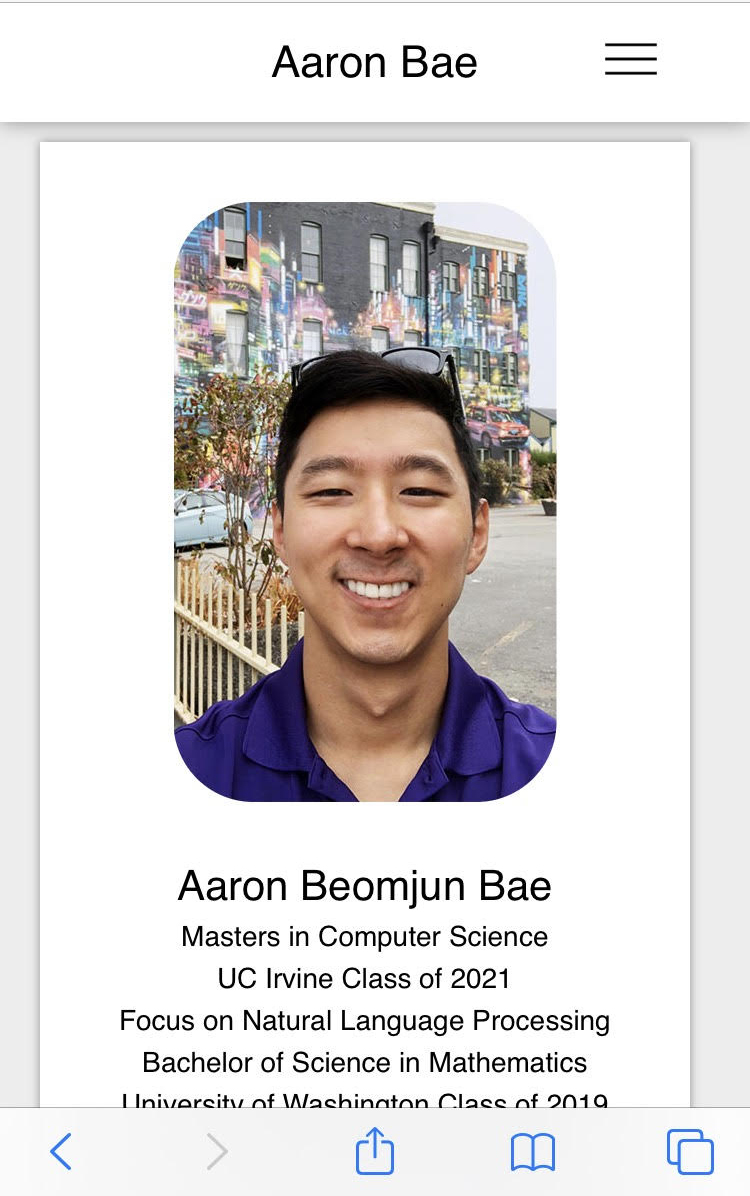 Aaron Bae
Aaron Beomjun Bae
Masters in Computer Science
UC Irvine Class of 2021
Focus on Natural Language Processing
Bachelor of Science in Mathematics
University of Washington Class of 2019